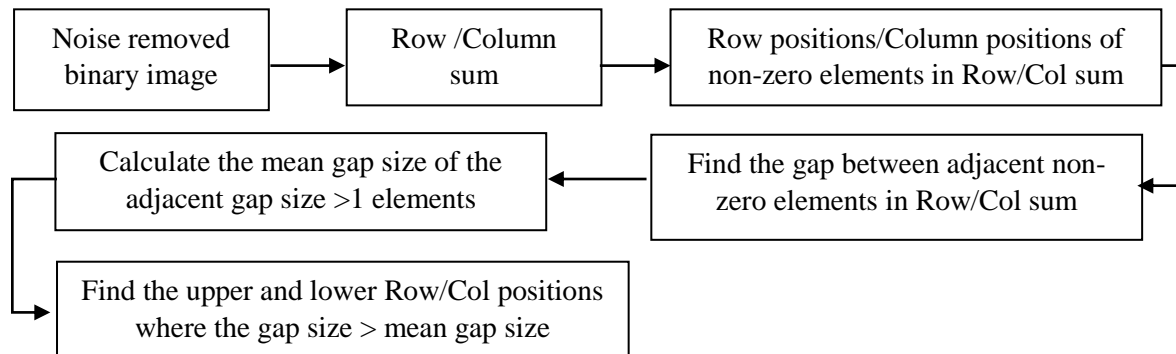 Noise removed
binary image
Row /Column
sum
Row positions/Column positions of
non-zero elements in Row/Col sum
Find the gap between adjacent non-
zero elements in Row/Col sum
Calculate the mean gap size of the
adjacent gap size >1 elements
Find the upper and lower Row/Col positions
where the gap size > mean gap size